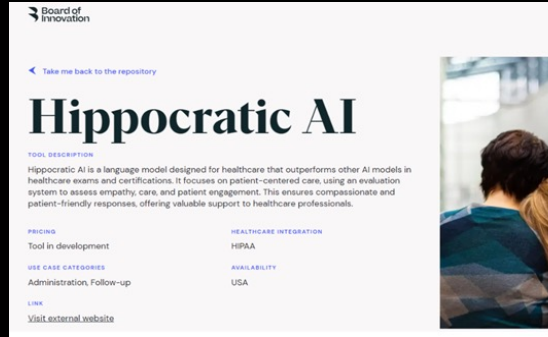 Board of
Innovation
Take me back to the repository
Hippocratic AI
TOOL DESCRIPTION
Hippocratic AI is a language model designed for healthcare that outperforms other AI models in
healthcare exams and certifications. It focuses on patient-centered care, using an evaluation
system to assess empathy, care, and patient engagement. This ensures compassionate and
patient-friendly responses, offering valuable support to healthcare professionals.
PRICING
Tool in development
HEALTHCARE INTEGRATION
HIPAA
USE CASE CATEGORIES
Administration, Follow-up
AVAILABILITY
USA
LINK
Visit external website